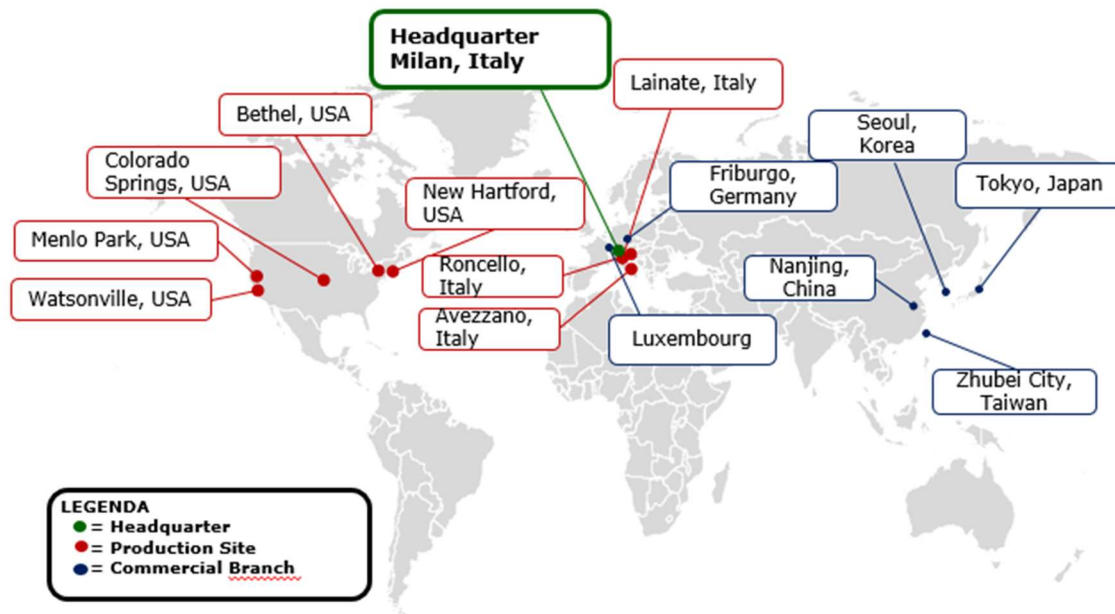 Headquarter
Milan, Italy
Lainate, Italy
Bethel, USA
Seoul,
Korea
Colorado
Springs, USA
New Hartford,
USA
Friburgo,
Germany
Tokyo, Japan
Menlo Park, USA
Roncello,
Italy
Nanjing,
China
Watsonville, USA
Avezzano,
Italy
Luxembourg
Zhubei City,
Taiwan
LEGENDA
= Headquarter
= Production Site
= Commercial Branch